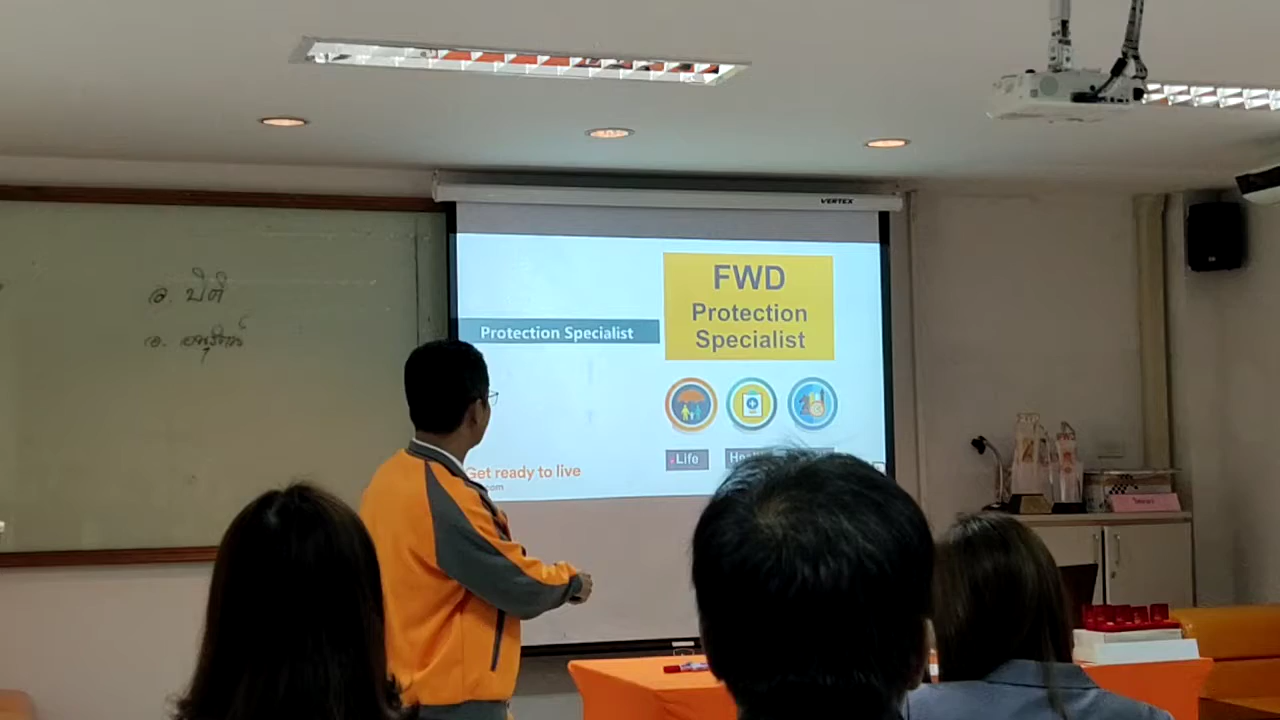 อ. ปิติ
VERTEX
Protection Specialist
FWD
Protection
Specialist
Life
Get ready to live